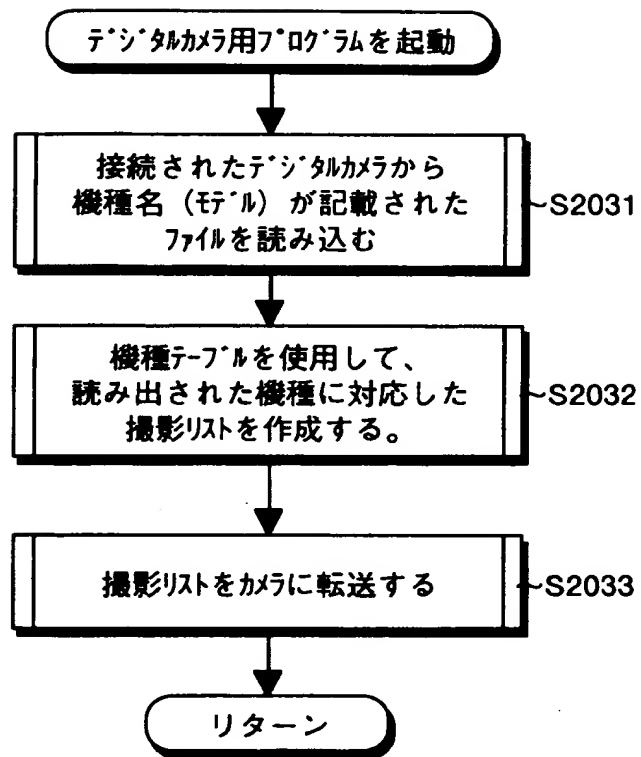 ﾃﾞｼﾞﾀﾙｶﾒﾗ用ﾌﾟﾛｸﾞﾗﾑを起動
接続されたﾃﾞｼﾞﾀﾙｶﾒﾗから
機種名（ﾓﾃﾞﾙ）が記載された
ﾌｧｲﾙを読み込む
~S2031
機種ﾃｰﾌﾞﾙを使用して、
読み出された機種に対応した
撮影ﾘｽﾄを作成する。
~S2032
撮影ﾘｽﾄをｶﾒﾗに転送する
~S2033
リターン